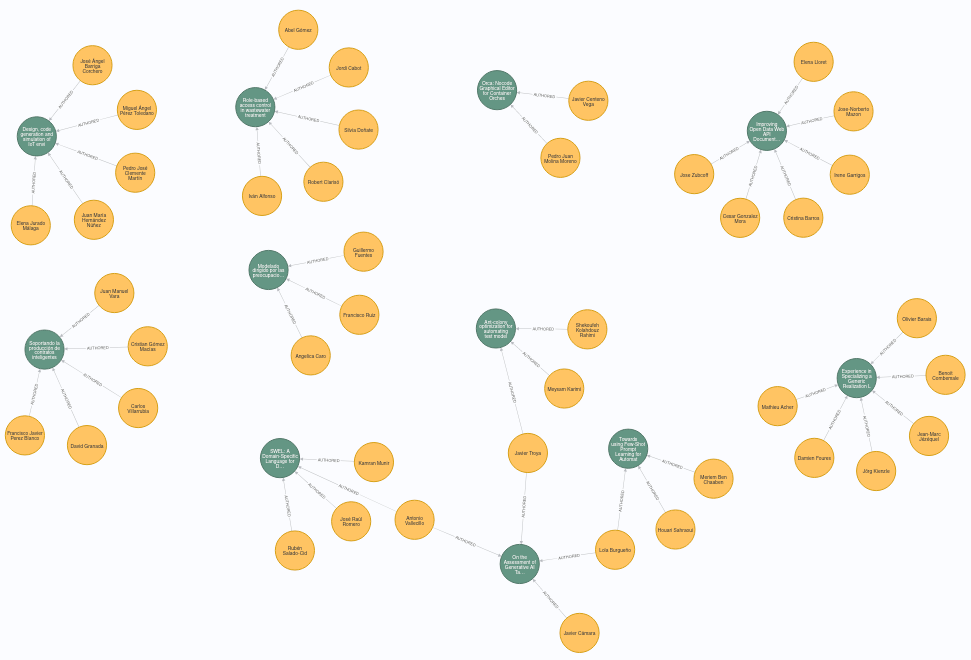 José Ángel
Barriga
Corchero
AUTHORED
Miguel Ángel
Pérez Toledano
AUTHORED
Design, code
generation and
simulation of
IoT envi
AUTHORED
Pedro José
Clemente
Martín
AUTHORED
AUTHORED
Elena Jurado
Málaga
Juan María
Hernández
Núñez
Abel Gómez
AUTHORED
Jordi Cabot
AUTHORED
Role-based
access control
in wastewater
treatment
AUTHORED
Silvia Doñate
AUTHORED
AUTHORED
Robert Clarisó
Iván Alfonso
Orca: Nocode
Graphical Editor
for Container
Orches
AUTHORED
Javier Centeno
Vega
AUTHORED
Pedro Juan
Molina Moreno
Elena Lloret
AUTHORED
Jose-Norberto
Mazon
AUTHORED
Improving
Open Data Web
API
Document...
AUTHORED
AUTHORED
Jose Zubcoff
Irene Garrigos
AUTHORED
AUTHORED
Cesar Gonzalez
Mora
Cristina Barros
Guillermo
Fuentes
AUTHORED
Modelado
dirigido por las
preocupacio...
AUTHORED
Francisco Ruiz
AUTHORED
Angelica Caro
Juan Manuel
Vara
AUTHORED
Soportando la
producción de
contratos
inteligentes
AUTHORED
Cristian Gómez
Macías
AUTHORED
Carlos
Villarrubia
AUTHORED
AUTHORED
Francisco Javier
Pérez Blanco
David Granada
Ant-colony
optimization for
automating
test model
AUTHORED
Shekoufeh
Kolahdouz
Rahimi
AUTHORED
Meysam Karimi
AUTHORED
Javier Troya
AUTHORED
Olivier Barais
AUTHORED
Experience in
Specializing a
Generic
Realization L
AUTHORED
Benoit
Combemale
AUTHORED
Mathieu Acher
AUTHORED
Jean-Marc
Jézéquel
AUTHORED
AUTHORED
Damien Foures
Jörg Kienzle
SWEL: A
Domain-Specific
Language for
D...
AUTHORED
Kamran Munir
AUTHORED
AUTHORED
AUTHORED
José Raúl
Romero
Antonio
Vallecillo
Rubén
Salado-Cid
AUTHORED
Towards
using Few-Shot
Prompt
Learning for
Automat
AUTHORED
Meriem Ben
Chaaben
AUTHORED
Houari Sahraoui
AUTHORED
Lola Burgueño
AUTHORED
On the
Assessment of
Generative AI
Ta...
AUTHORED
Javier Cámara